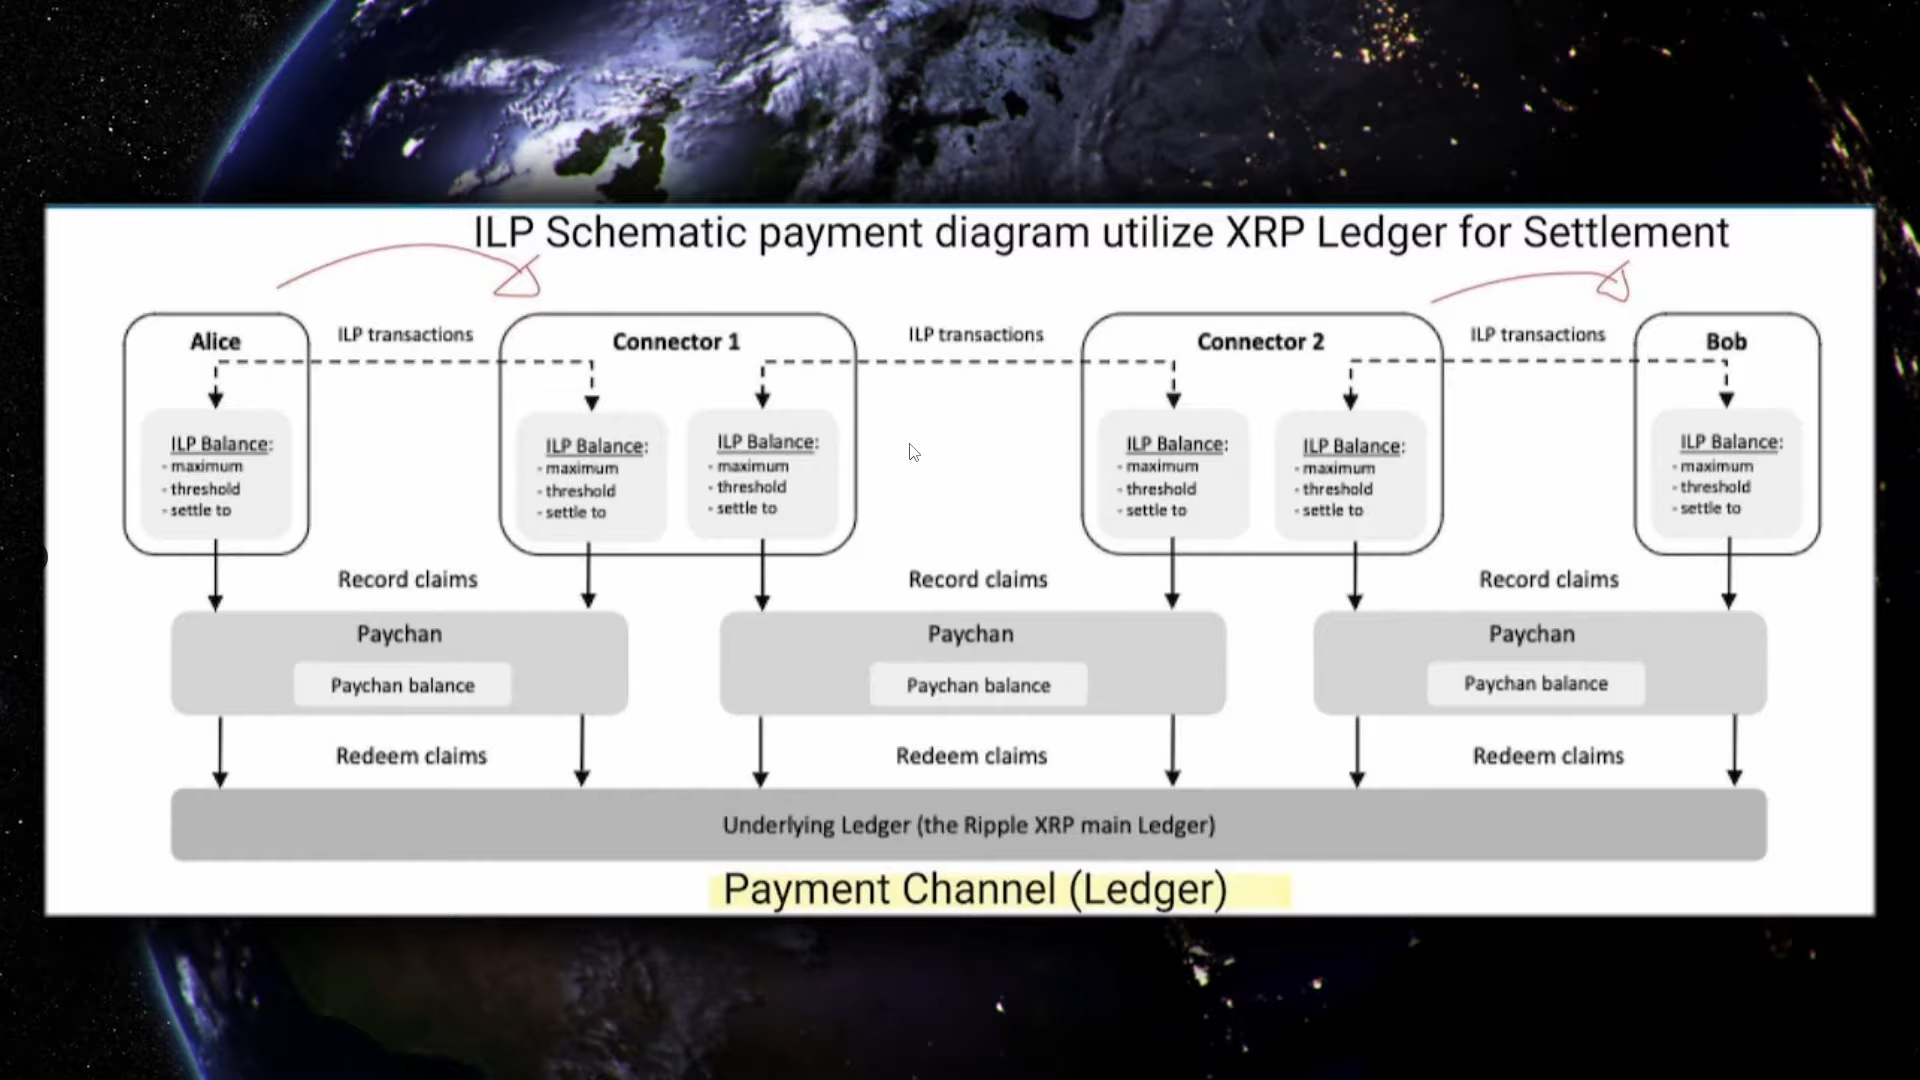 ILP Schematic payment diagram utilize XRP Ledger for Settlement
Alice
ILP transactions
Connector 1
ILP transactions
Connector 2
ILP transactions
Bob
ILP Balance:
- maximum
- threshold
- settle to
ILP Balance:
- maximum
- threshold
- settle to
ILP Balance:
- maximum
- threshold
- settle to
ILP Balance:
- maximum
- threshold
- settle to
ILP Balance:
- maximum
- threshold
- settle to
ILP Balance:
- maximum
- threshold
- settle to
Record claims
Record claims
Record claims
Paychan
Paychan balance
Paychan
Paychan balance
Paychan
Paychan balance
Redeem claims
Redeem claims
Redeem claims
Underlying Ledger (the Ripple XRP main Ledger)
Payment Channel (Ledger)